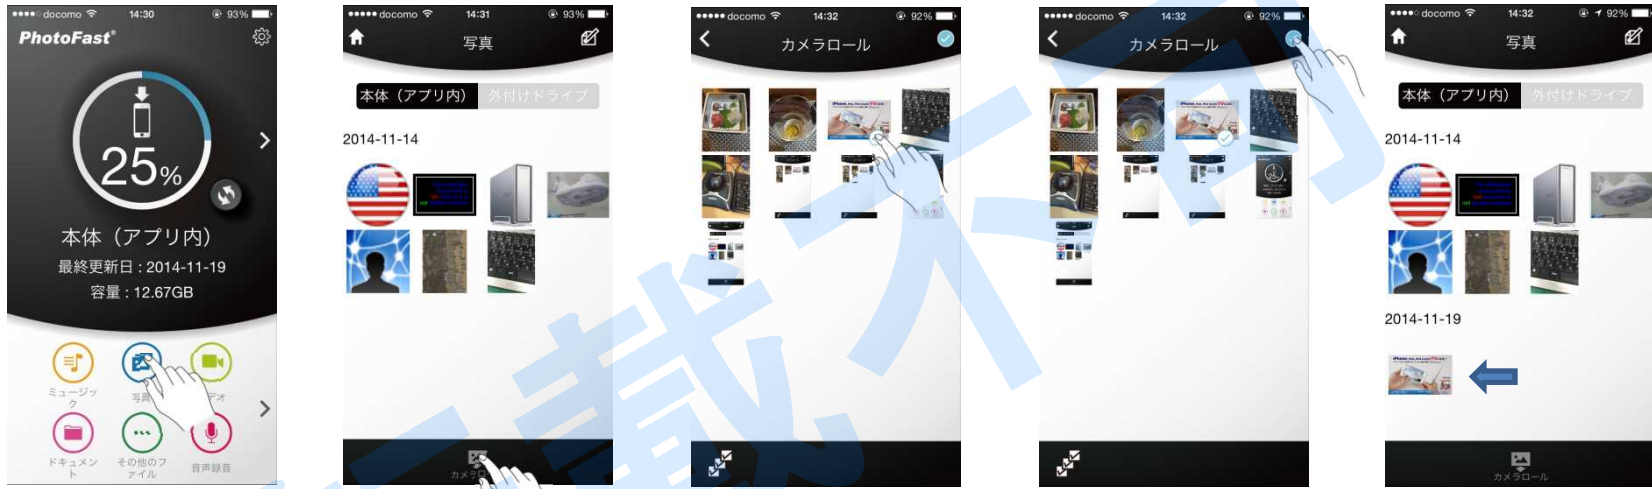 docomo 14:30 93%
PhotoFast®
25%
本体（アプリ内）
最終更新日 : 2014-11-19
容量 : 12.67GB
ミュージッ
ク
写真
デオ
ドキュメン
ト
その他のフ
ァイル
音声録音
docomo 14:31 93%
写真
本体（アプリ内） 外付けドライブ
2014-11-14
カメラロ
docomo 14:32 92%
カメラロール
docomo 14:32 92%
カメラロール
docomo 14:32 92%
写真
本体（アプリ内） 外付けドライブ
2014-11-14
2014-11-19
カメラロール
載不可